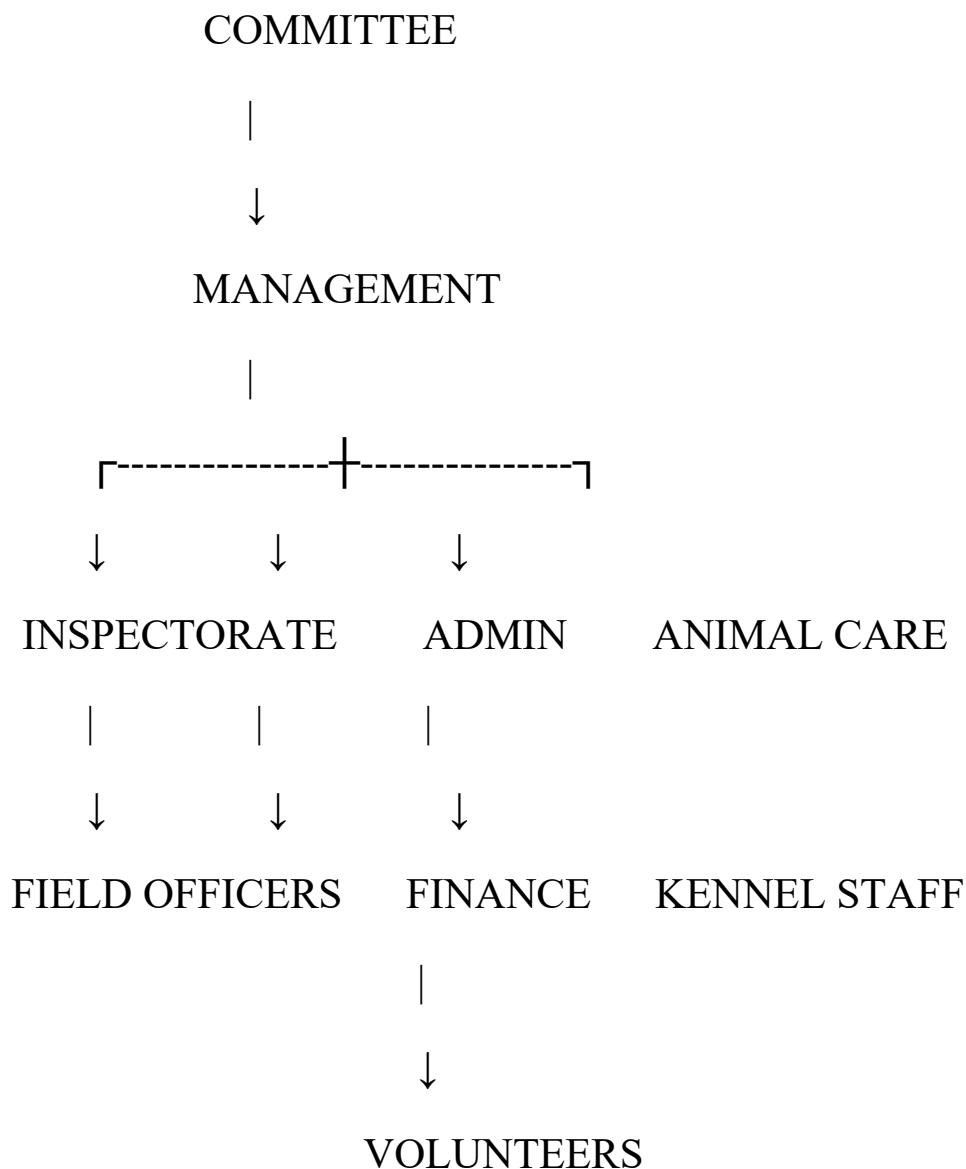 COMMITTEE
|
↓
MANAGEMENT
|
┌---------------┼---------------┐
↓ ↓ ↓
INSPECTORATE ADMIN ANIMAL CARE
| | |
↓ ↓ ↓
FIELD OFFICERS FINANCE KENNEL STAFF
|
↓
VOLUNTEERS